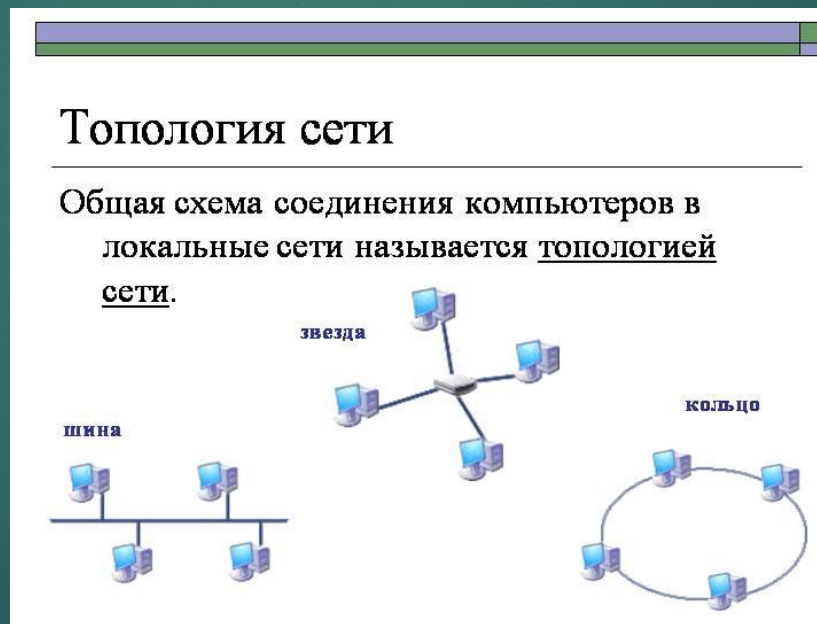 Топология сети
Общая схема соединения компьютеров в
локальные сети называется топологией
сети.
звезда
кольцо
шина